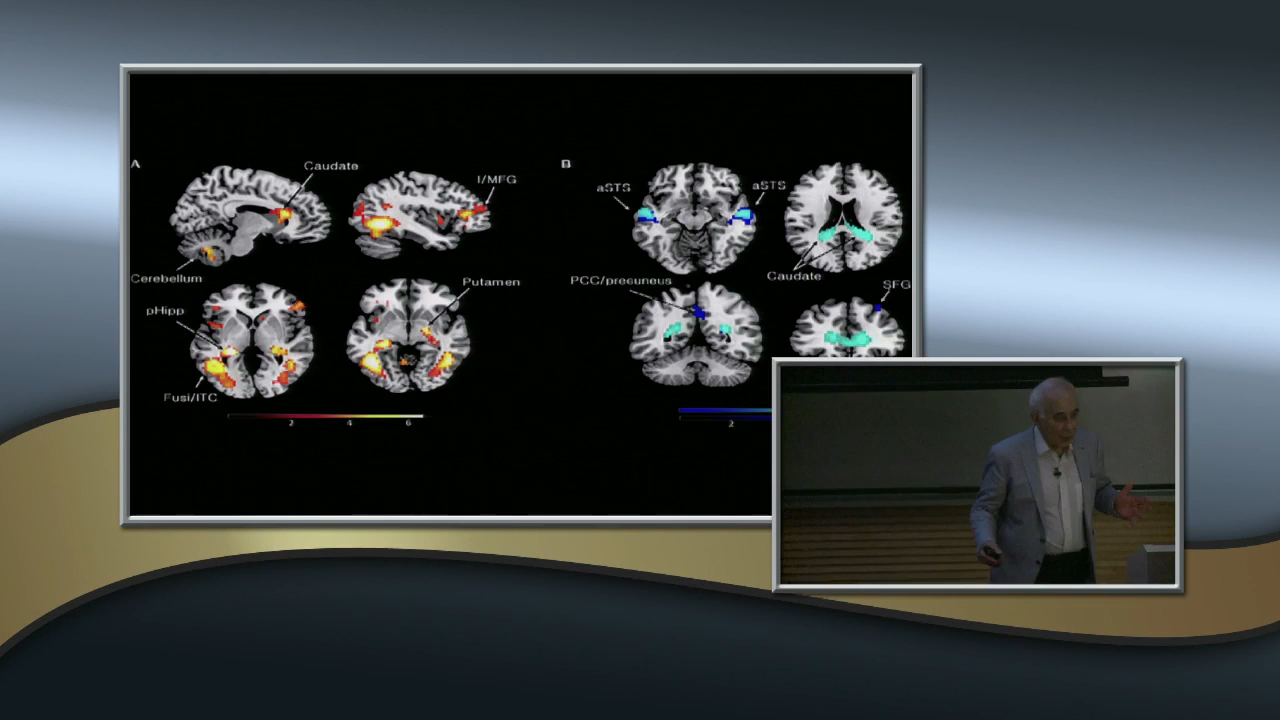 A
Caudate
l/MFG
Cerebellum
pHipp
Putamen
Fusi/ITC
2 4 6
B
aSTS
aSTS
Caudate
PCC/precuneus
SFG
2